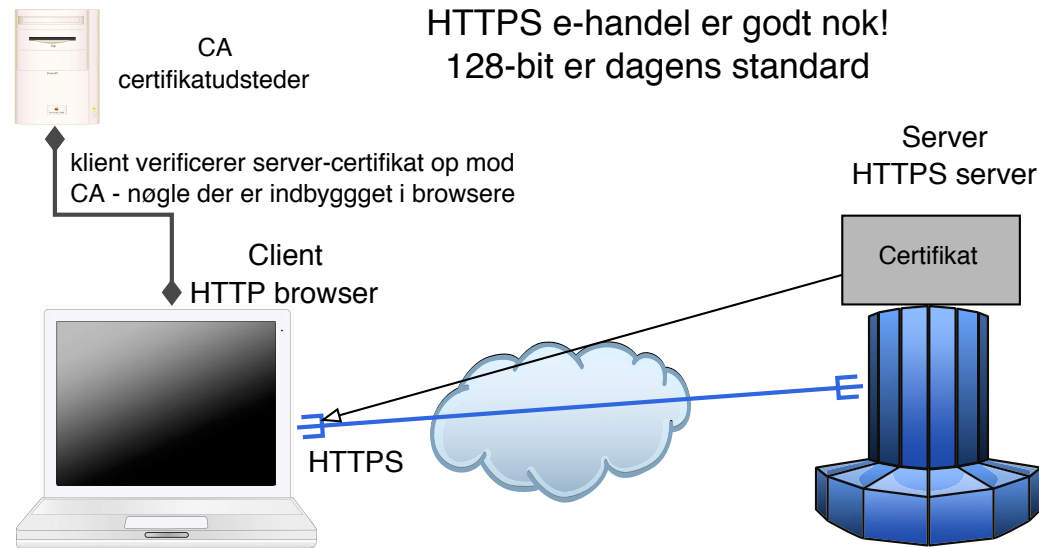 HTTPS e-handel er godt nok!
128-bit er dagens standard
CA
certifikatudsteder
klient verificerer server-certifikat op mod
CA - nøgle der er indbyggget i browsere
Server
HTTPS server
Certifikat
Client
HTTP browser
HTTPS